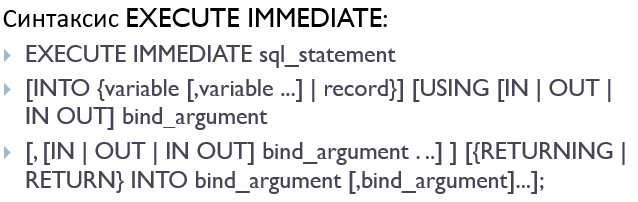 Синтаксис EXECUTE IMMEDIATE:
EXECUTE IMMEDIATE sql_statement
[INTO {variable [,variable ...] | record}] [USING [IN | OUT |
IN OUT] bind_argument
[, [IN | OUT | IN OUT] bind_argument . ..] ] [{RETURNING |
RETURN} INTO bind_argument [,bind_argument]...];